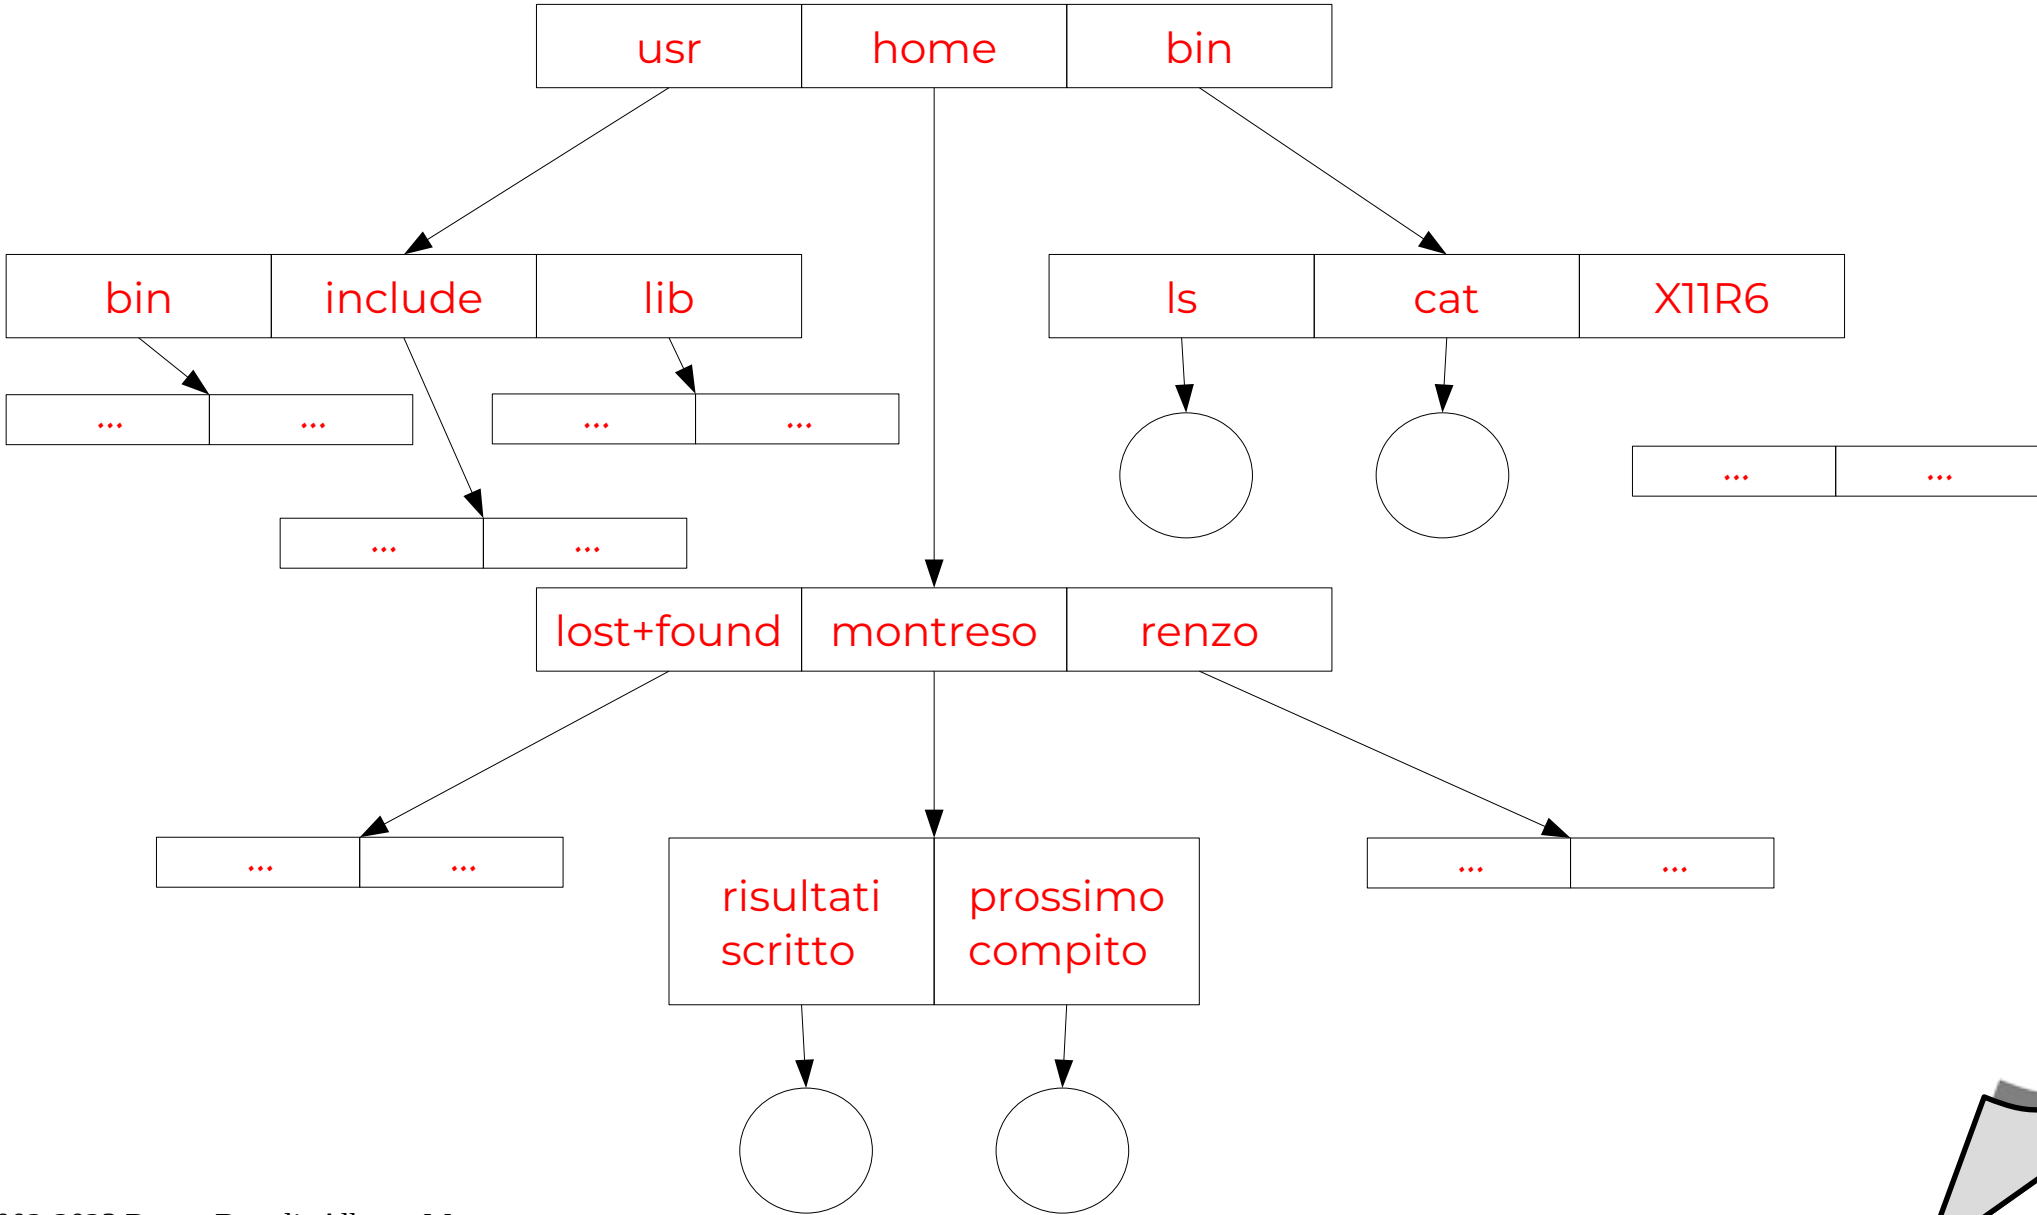 usr home bin
bin include lib
ls cat X11R6
... ... ... ...
... ...
... ...
lost+found montreso renzo
... ...
risultati
scritto
prossimo
compito
... ...